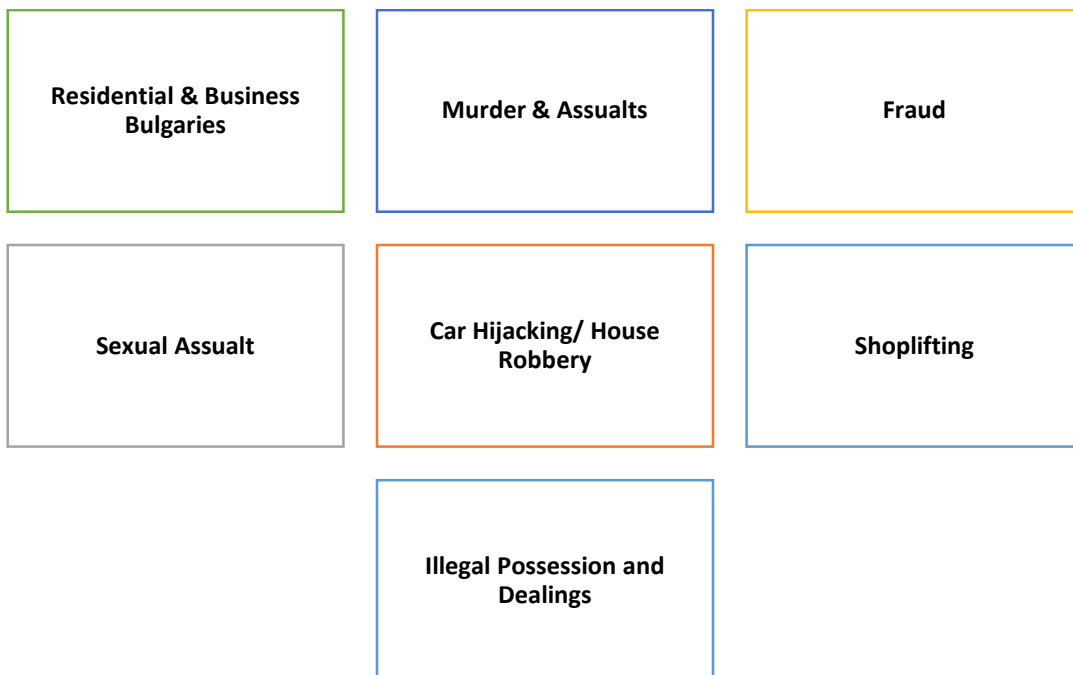 Residential & Business
Bulgaries
Murder & Assualts
Fraud
Sexual Assualt
Car Hijacking/ House
Robbery
Shoplifting
Illegal Possession and
Dealings